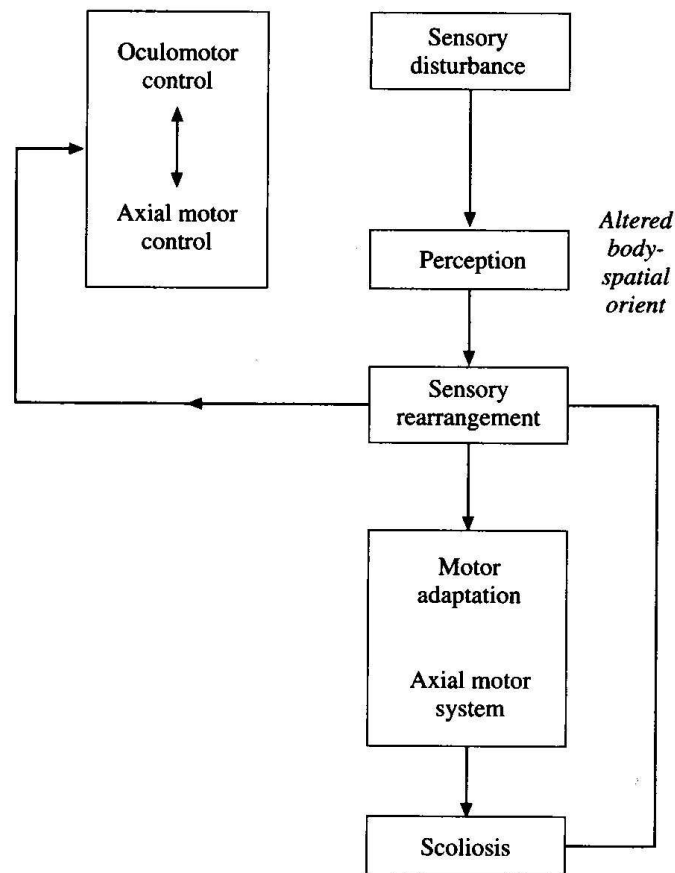 Oculomotor
control
Axial motor
control
Sensory
disturbance
Perception
Altered
body-
spatial
orient
Sensory
rearrangement
Motor
adaptation
Axial motor
system
Scoliosis